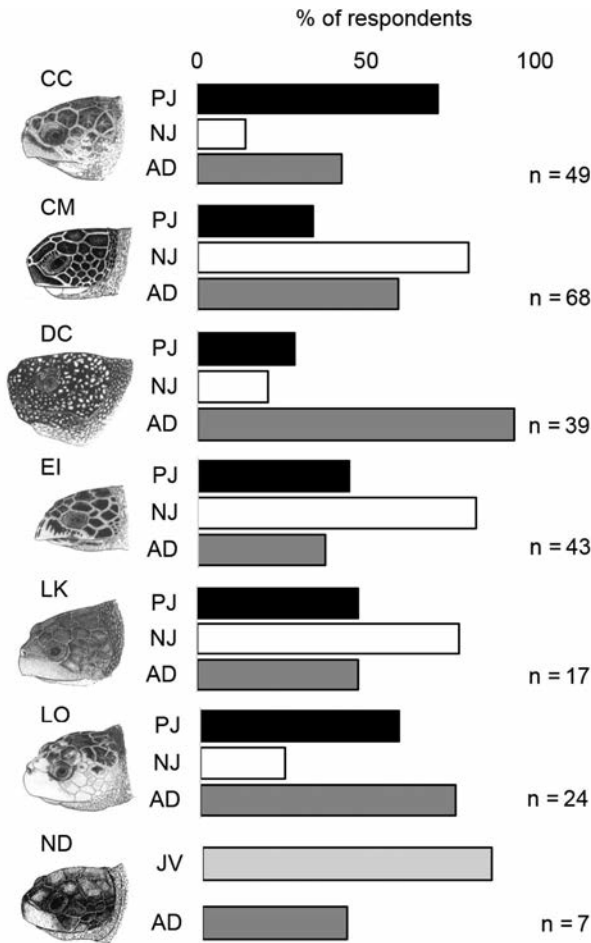 % of respondents
0 50 100
CC
PJ
NJ
AD
n = 49
CM
PJ
NJ
AD
n = 68
DC
PJ
NJ
AD
n = 39
EI
PJ
NJ
AD
n = 43
LK
PJ
NJ
AD
n = 17
LO
PJ
NJ
AD
n = 24
ND
JV
AD
n = 7